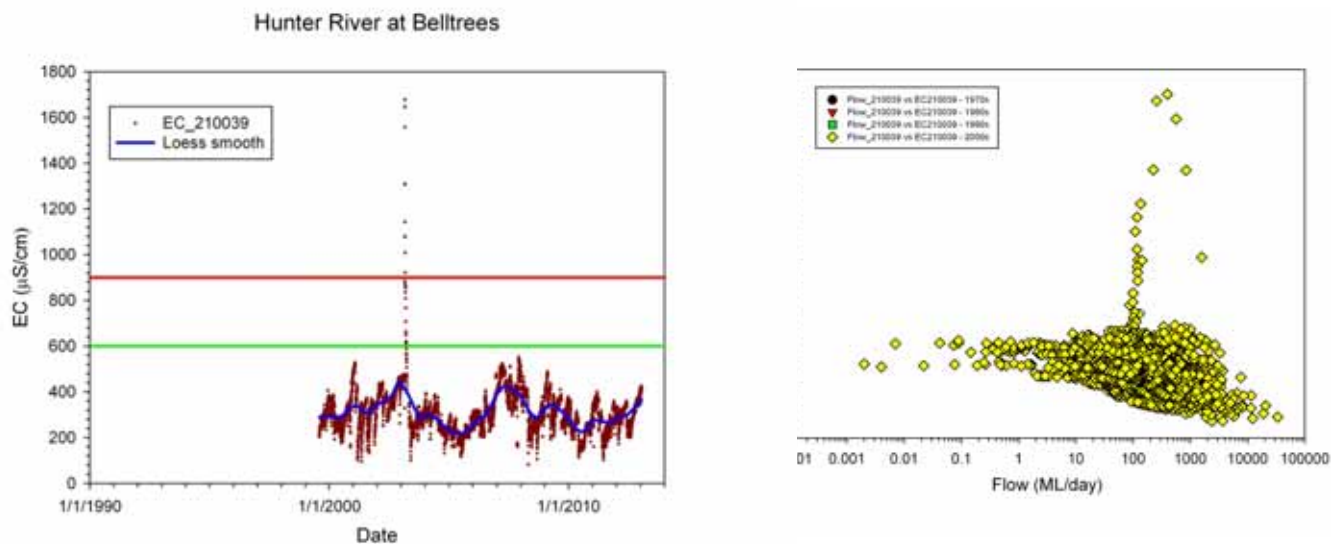 Hunter River at Belltrees
1800
1600
1400
1200
1000
800
600
400
200
0
EC (µS/cm)
EC_210039
Loess smooth
1/1/1990
1/1/2000
1/1/2010
Date
Flow_210039 vs EC210039 - 1970s
Flow_210039 vs EC210039 - 1980s
Flow_210039 vs EC210039 - 1990s
Flow_210039 vs EC210039 - 2000s
01 0.001 0.01 0.1 1 10 100 1000 10000 100000
Flow (ML/day)